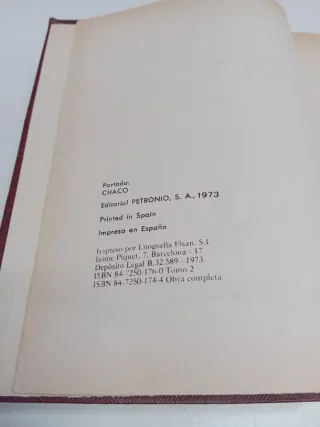 Portada:
CHACO
Editorial PETRONIO, S. A., 1973
Printed in Spain
Impreso en España
Impreso por Litografía Fisan, S.L.
Jaime Piquet, 7. Barcelona - 17
Depósito Legal B.32.589 - 1973
ISBN 84-7250-176-0 Tomo 2
ISBN 84-7250-174-4 Obra completa